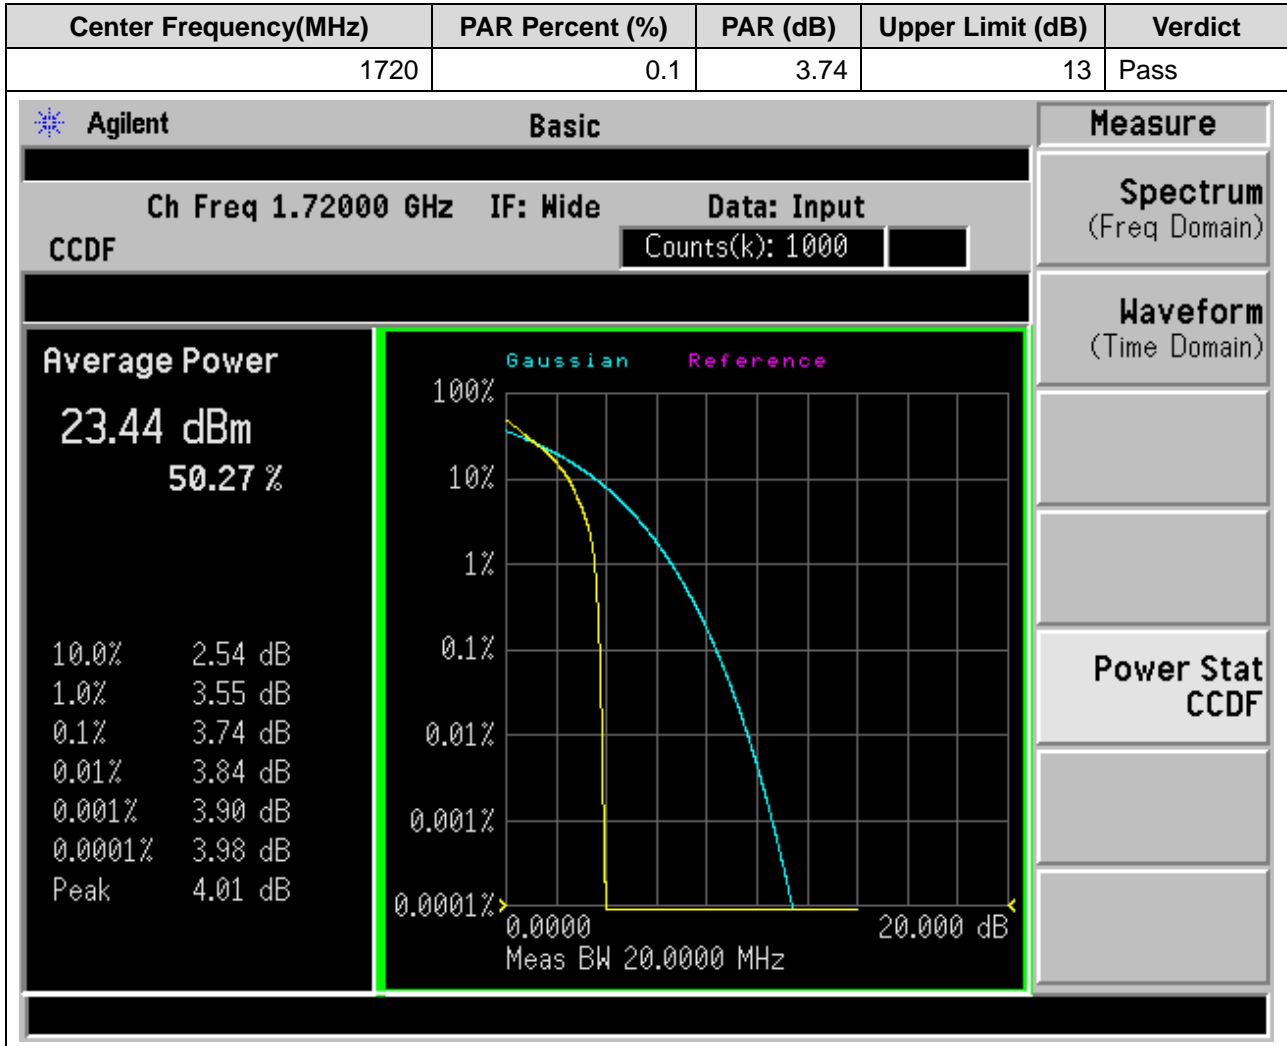 Center Frequency(MHz) PAR Percent (%) PAR (dB) Upper Limit (dB) Verdict
1720 0.1 3.74 13 Pass
Agilent Basic Measure
Ch Freq 1.72000 GHz IF: Wide Data: Input
CCDF Counts(k): 1000
Average Power
23.44 dBm
50.27 %
10.0% 2.54 dB
1.0% 3.55 dB
0.1% 3.74 dB
0.01% 3.84 dB
0.001% 3.90 dB
0.0001% 3.98 dB
Peak 4.01 dB
Gaussian Reference
100%
10%
1%
0.1%
0.01%
0.001%
0.0001%
0.0000 20.000 dB
Meas BW 20.0000 MHz
Spectrum
(Freq Domain)
Waveform
(Time Domain)
Power Stat
CCDF